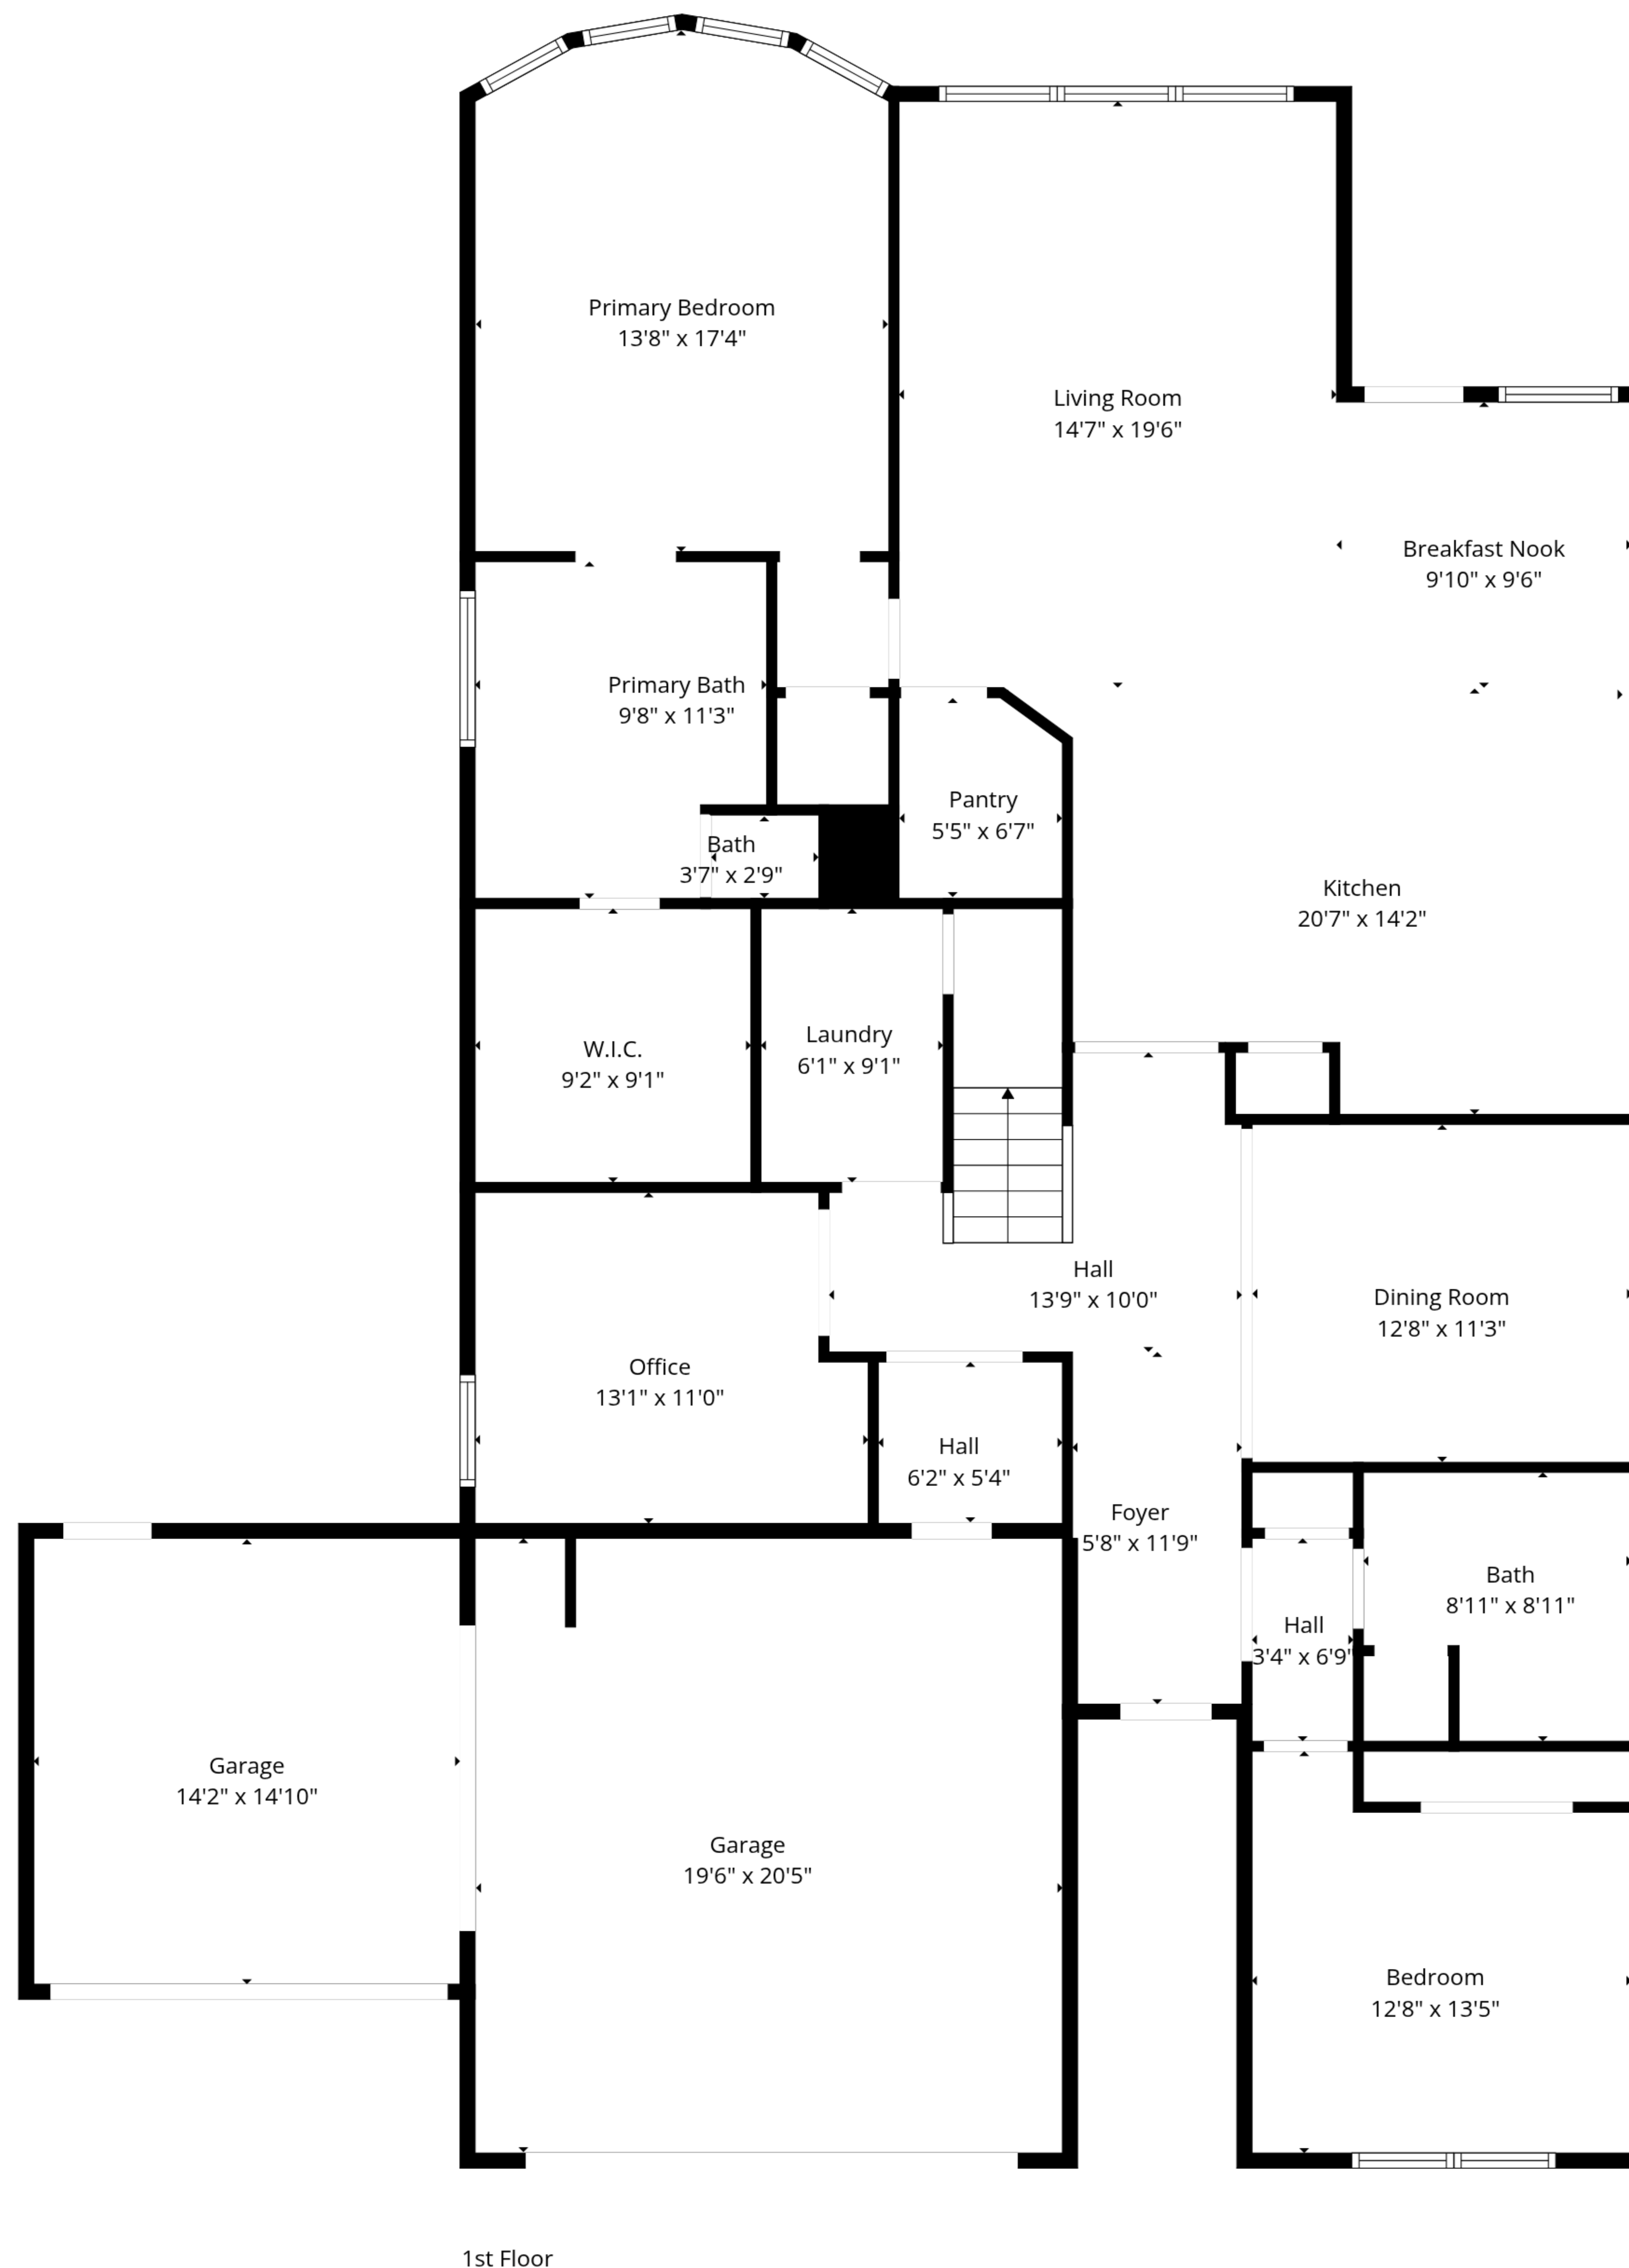 Primary Bedroom
13'8" x 17'4"
Living Room
14'7" x 19'6"
Breakfast Nook
9'10" x 9'6"
Primary Bath
9'8" x 11'3"
Pantry
5'5" x 6'7"
Bath
3'7" x 2'9"
Kitchen
20'7" x 14'2"
Laundry
6'1" x 9'1"
W.I.C.
9'2" x 9'1"
Hall
13'9" x 10'0"
Dining Room
12'8" x 11'3"
Office
13'1" x 11'0"
Hall
6'2" x 5'4"
Foyer
5'8" x 11'9"
Bath
8'11" x 8'11"
Hall
3'4" x 6'9"
Garage
14'2" x 14'10"
Garage
19'6" x 20'5"
Bedroom
12'8" x 13'5"
1st Floor